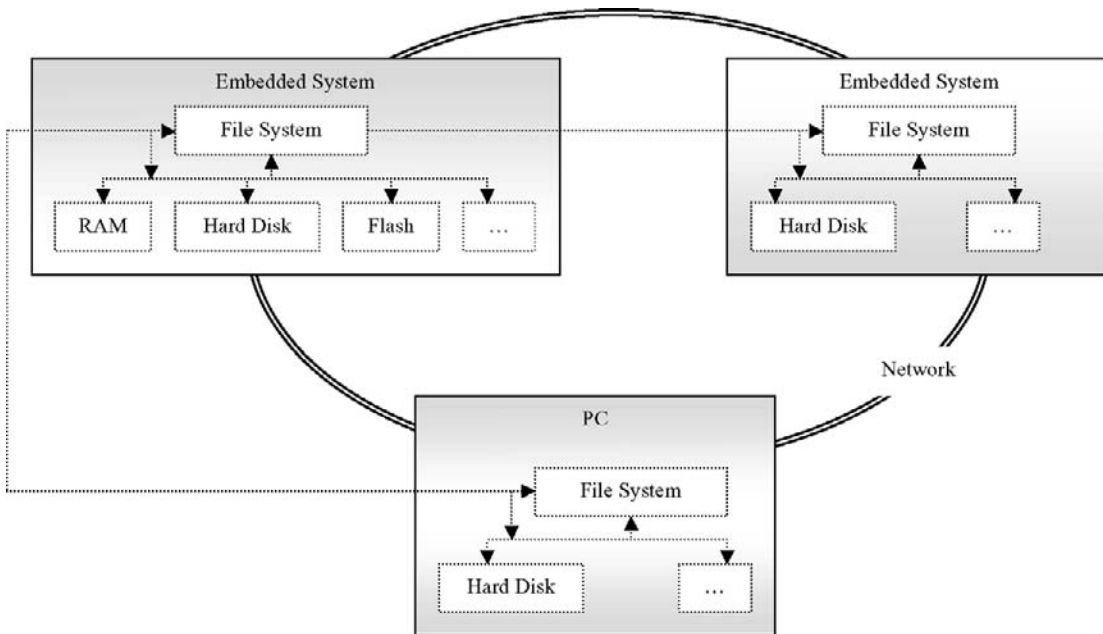 Embedded System
File System
RAM
Hard Disk
Flash
...
Embedded System
File System
Hard Disk
...
Network
PC
File System
Hard Disk
...